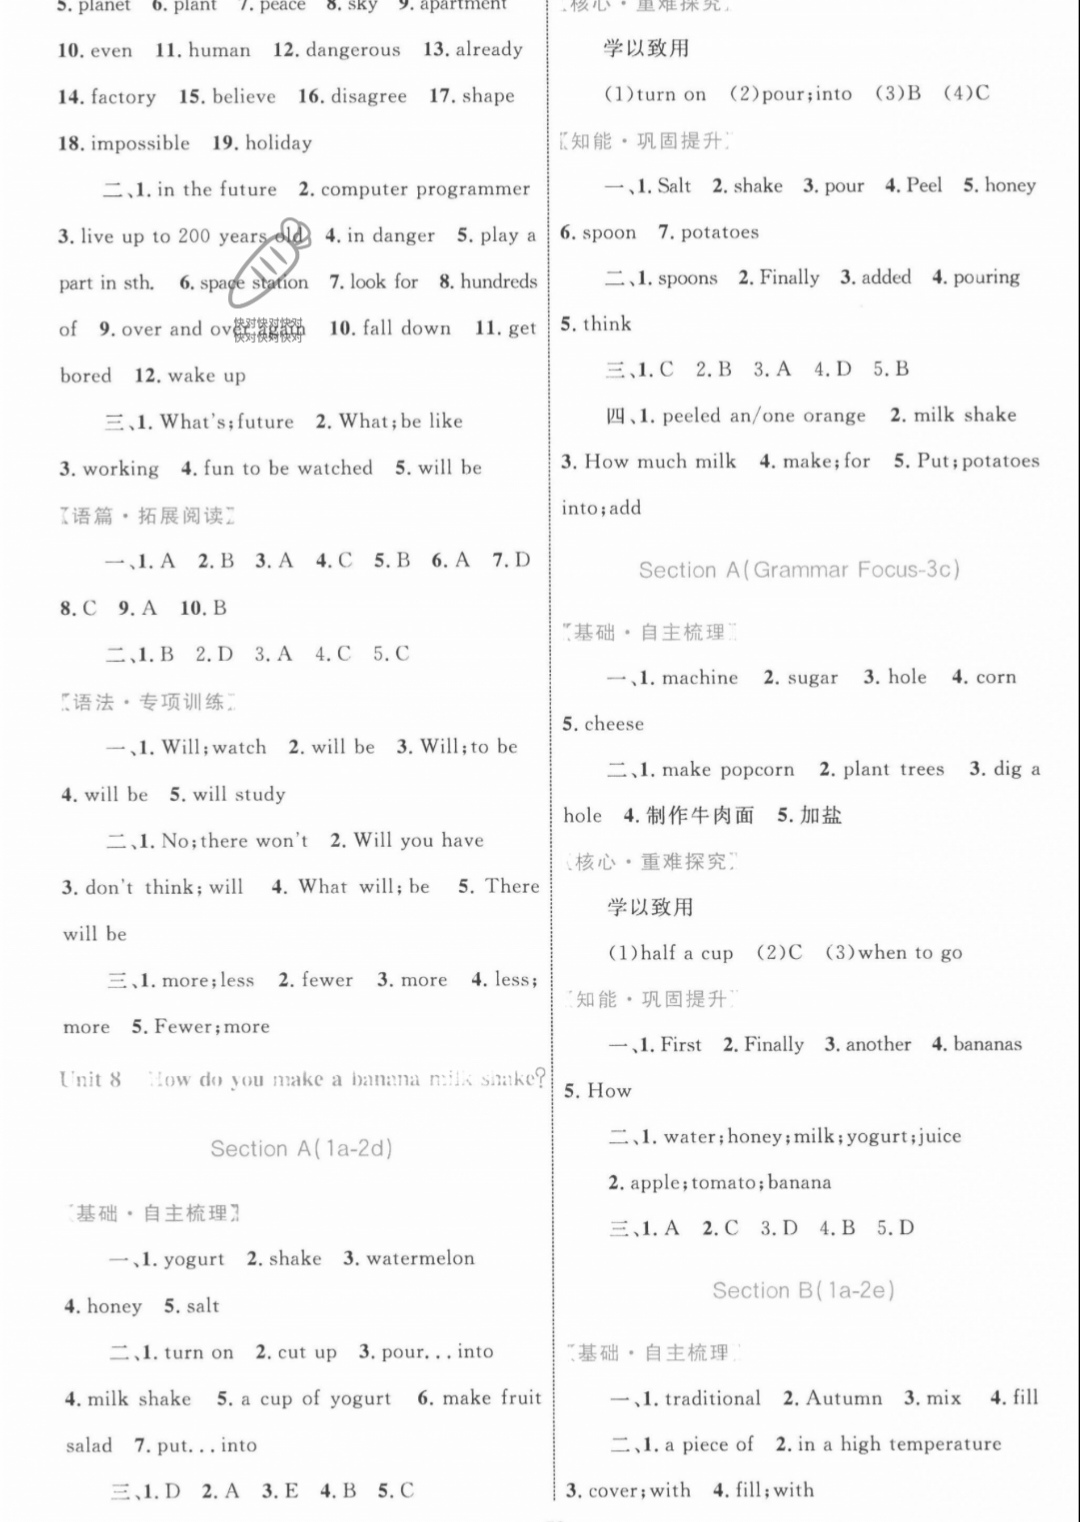 5. planet 6. plant 7. peace 8. sky 9. apartment
10. even 11. human 12. dangerous 13. already
14. factory 15. believe 16. disagree 17. shape
18. impossible 19. holiday
二、1. in the future 2. computer programmer
3. live up to 200 years old 4. in danger 5. play a
part in sth. 6. space station 7. look for 8. hundreds
of 9. over and over again 10. fall down 11. get
快对快对快对
快对快对快对
bored 12. wake up
三、1. What's;future 2. What;be like
3. working 4. fun to be watched 5. will be
【语篇·拓展阅读】
一、1. A 2. B 3. A 4. C 5. B 6. A 7. D
8. C 9. A 10. B
二、1. B 2. D 3. A 4. C 5. C
【语法·专项训练】
一、1. Will;watch 2. will be 3. Will;to be
4. will be 5. will study
二、1. No;there won't 2. Will you have
3. don't think; will 4. What will; be 5. There
will be
三、1. more;less 2. fewer 3. more 4. less;
more 5. Fewer;more
Unit 8 How do you make a banana milk shake?
Section A(1a-2d)
【基础·自主梳理】
一、1. yogurt 2. shake 3. watermelon
4. honey 5. salt
二、1. turn on 2. cut up 3. pour...into
4. milk shake 5. a cup of yogurt 6. make fruit
salad 7. put...into
三、1. D 2. A 3. E 4. B 5. C
【核心·重难探究】
学以致用
(1)turn on (2)pour;into (3)B (4)C
【知能·巩固提升】
一、1. Salt 2. shake 3. pour 4. Peel 5. honey
6. spoon 7. potatoes
二、1. spoons 2. Finally 3. added 4. pouring
5. think
三、1. C 2. B 3. A 4. D 5. B
四、1. peeled an/one orange 2. milk shake
3. How much milk 4. make;for 5. Put;potatoes
into;add
Section A(Grammar Focus-3c)
【基础·自主梳理】
一、1. machine 2. sugar 3. hole 4. corn
5. cheese
二、1. make popcorn 2. plant trees 3. dig a
hole 4. 制作牛肉面 5. 加盐
【核心·重难探究】
学以致用
(1)half a cup (2)C (3)when to go
【知能·巩固提升】
一、1. First 2. Finally 3. another 4. bananas
5. How
二、1. water;honey;milk;yogurt;juice
2. apple;tomato;banana
三、1. A 2. C 3. D 4. B 5. D
Section B(1a-2e)
【基础·自主梳理】
一、1. traditional 2. Autumn 3. mix 4. fill
二、1. a piece of 2. in a high temperature
3. cover;with 4. fill;with